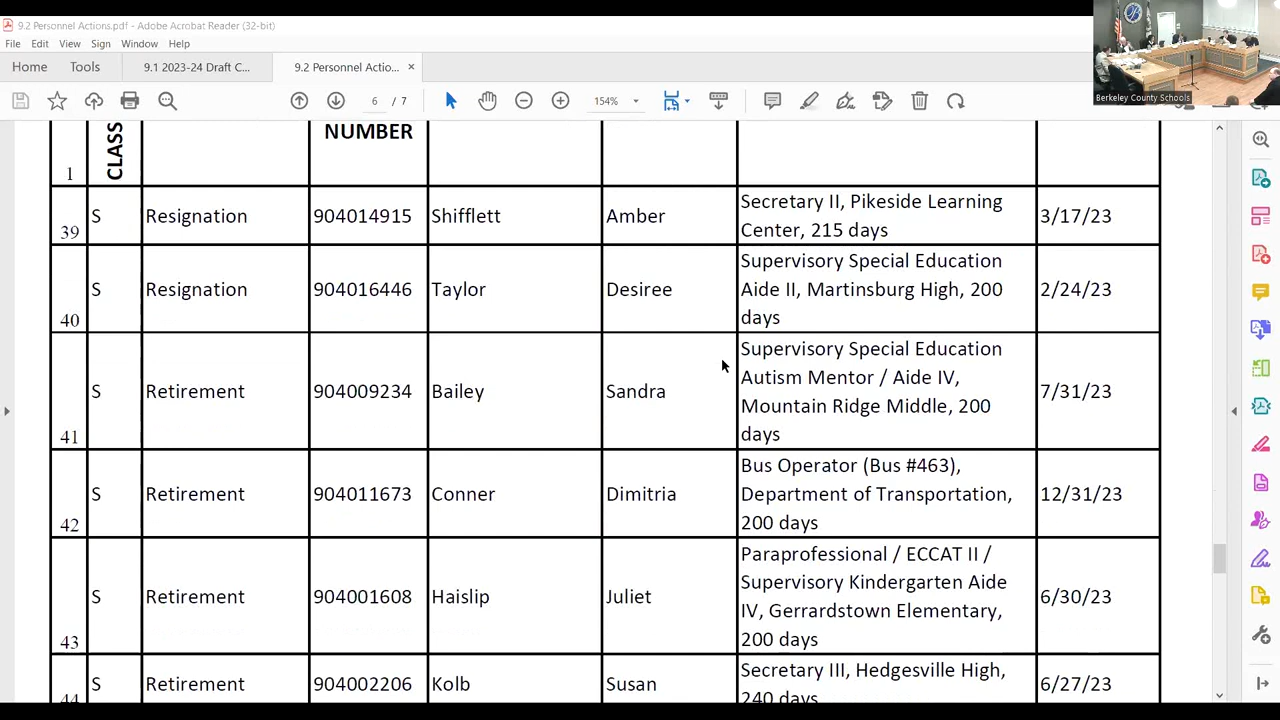 9.2 Personnel Actions.pdf - Adobe Acrobat Reader (32-bit)
File Edit View Sign Window Help
Home Tools 9.1 2023-24 Draft C... 9.2 Personnel Actio... ×
6 / 154%
Berkeley County Schools
1 CLASS NUMBER
39 S Resignation 904014915 Shifflett Amber Secretary II, Pikeside Learning
Center, 215 days 3/17/23
40 S Resignation 904016446 Taylor Desiree Supervisory Special Education
Aide II, Martinsburg High, 200
days 2/24/23
41 S Retirement 904009234 Bailey Sandra Supervisory Special Education
Autism Mentor / Aide IV,
Mountain Ridge Middle, 200
days 7/31/23
42 S Retirement 904011673 Conner Dimitria Bus Operator (Bus #463),
Department of Transportation,
200 days 12/31/23
43 S Retirement 904001608 Haislip Juliet Paraprofessional / ECCAT II /
Supervisory Kindergarten Aide
IV, Gerrardstown Elementary,
200 days 6/30/23
44 S Retirement 904002206 Kolb Susan Secretary III, Hedgesville High,
240 days 6/27/23